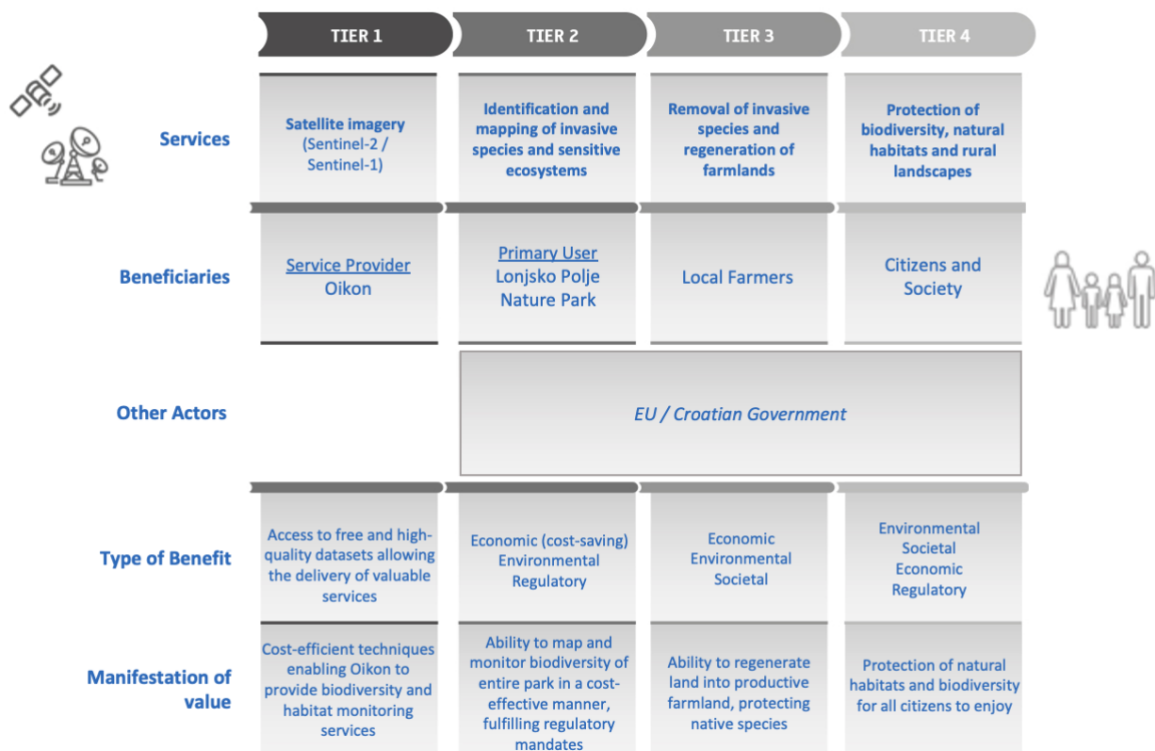 TIER 1
TIER 2
TIER 3
TIER 4
Services
Satellite imagery
(Sentinel-2 /
Sentinel-1)
Identification and
mapping of invasive
species and sensitive
ecosystems
Removal of invasive
species and
regeneration of
farmlands
Protection of
biodiversity, natural
habitats and rural
landscapes
Beneficiaries
Service Provider
Oikon
Primary User
Lonjsko Polje
Nature Park
Local Farmers
Citizens and
Society
Other Actors
EU / Croatian Government
Type of Benefit
Access to free and high-
quality datasets allowing
the delivery of valuable
services
Economic (cost-saving)
Environmental
Regulatory
Economic
Environmental
Societal
Environmental
Societal
Economic
Regulatory
Manifestation of
value
Cost-efficient techniques
enabling Oikon to
provide biodiversity and
habitat monitoring
services
Ability to map and
monitor biodiversity of
entire park in a cost-
effective manner,
fulfilling regulatory
mandates
Ability to regenerate
land into productive
farmland, protecting
native species
Protection of natural
habitats and biodiversity
for all citizens to enjoy